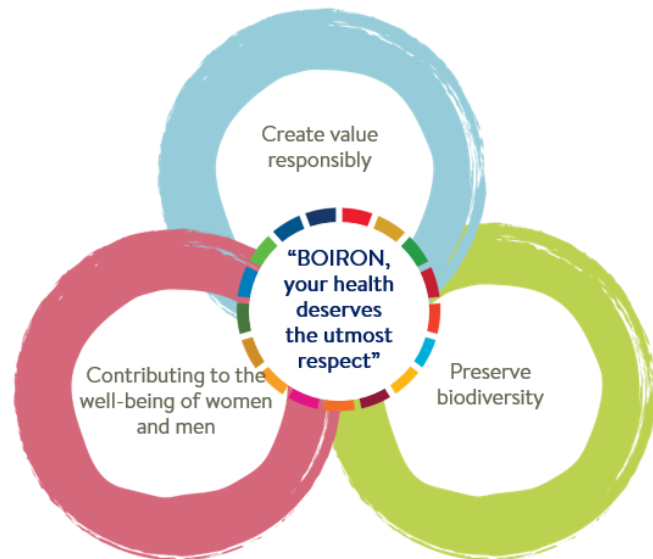 Create value
responsibly
“BOIRON,
your health
deserves
the utmost
respect”
Contributing to the
well-being of women
and men
Preserve
biodiversity